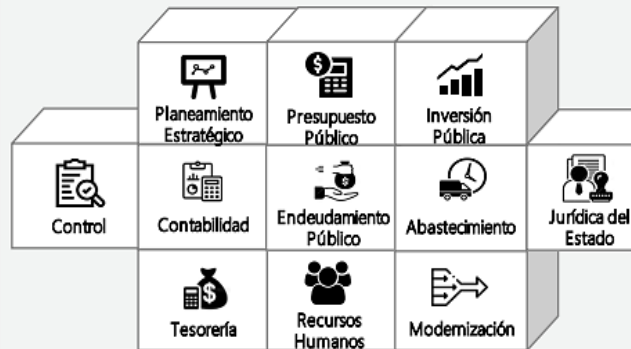 Planeamiento
Estratégico
Presupuesto
Público
Inversión
Pública
Control
Contabilidad
Endeudamiento
Público
Abastecimiento
Jurídica del
Estado
Tesorería
Recursos
Humanos
Modernización